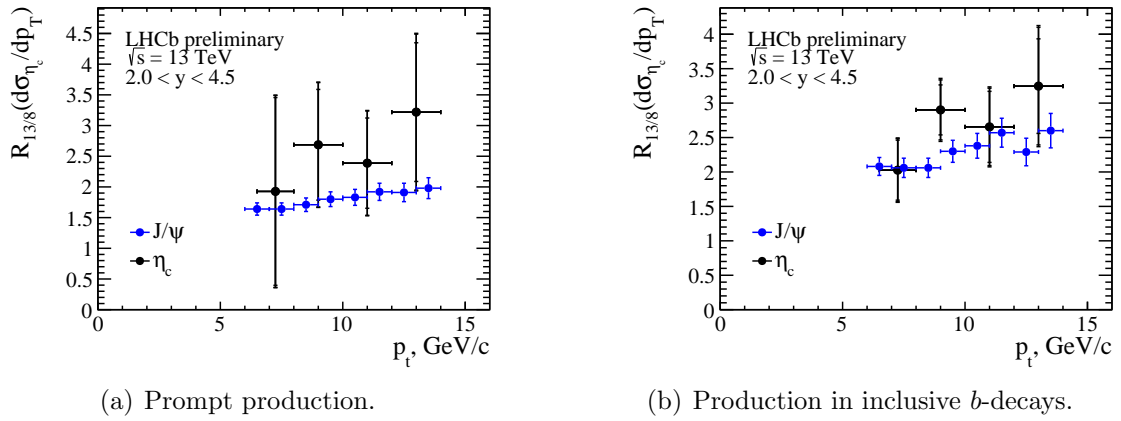 R13/8(dσηc/dpT)
4.5
4
3.5
3
2.5
2
1.5
1
0.5
0
LHCb preliminary
√s = 13 TeV
2.0 < y < 4.5
J/ψ
ηc
0 5 10 15
pt, GeV/c
(a) Prompt production.
R13/8(dσηc/dpT)
4
3.5
3
2.5
2
1.5
1
0.5
0
LHCb preliminary
√s = 13 TeV
2.0 < y < 4.5
J/ψ
ηc
0 5 10 15
pt, GeV/c
(b) Production in inclusive b-decays.